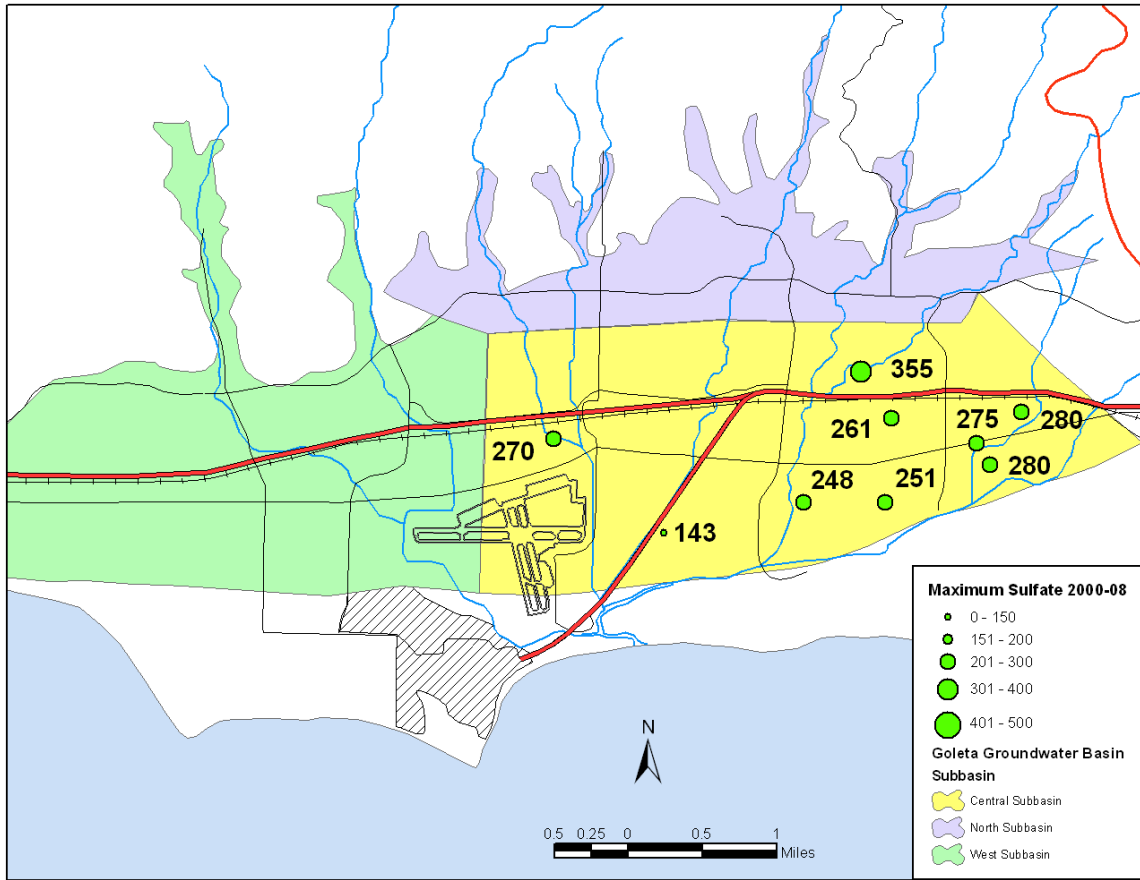 355
261
275
280
270
280
248
251
143
Maximum Sulfate 2000-08
0 - 150
151 - 200
201 - 300
301 - 400
401 - 500
Goleta Groundwater Basin
Subbasin
Central Subbasin
North Subbasin
West Subbasin
N
0.5 0.25 0 0.5 1
Miles